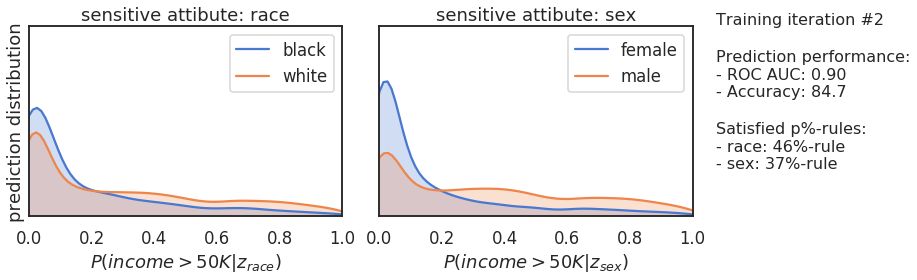 sensitive attibute: race
black
white
prediction distribution
0.0 0.2 0.4 0.6 0.8 1.0
P(income > 50K|z_race)
sensitive attibute: sex
female
male
0.0 0.2 0.4 0.6 0.8 1.0
P(income > 50K|z_sex)
Training iteration #2
Prediction performance:
- ROC AUC: 0.90
- Accuracy: 84.7
Satisfied p%-rules:
- race: 46%-rule
- sex: 37%-rule